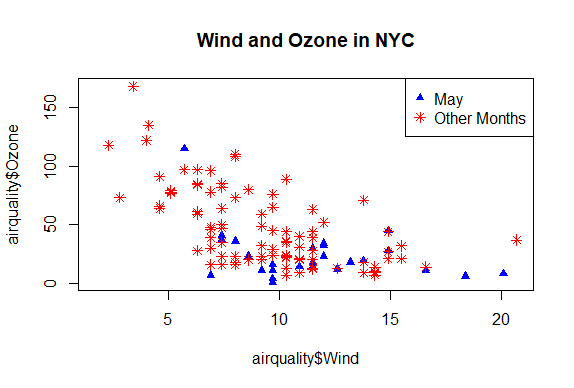 Wind and Ozone in NYC
May
Other Months
airquality$Ozone
150
100
50
0
5 10 15 20
airquality$Wind